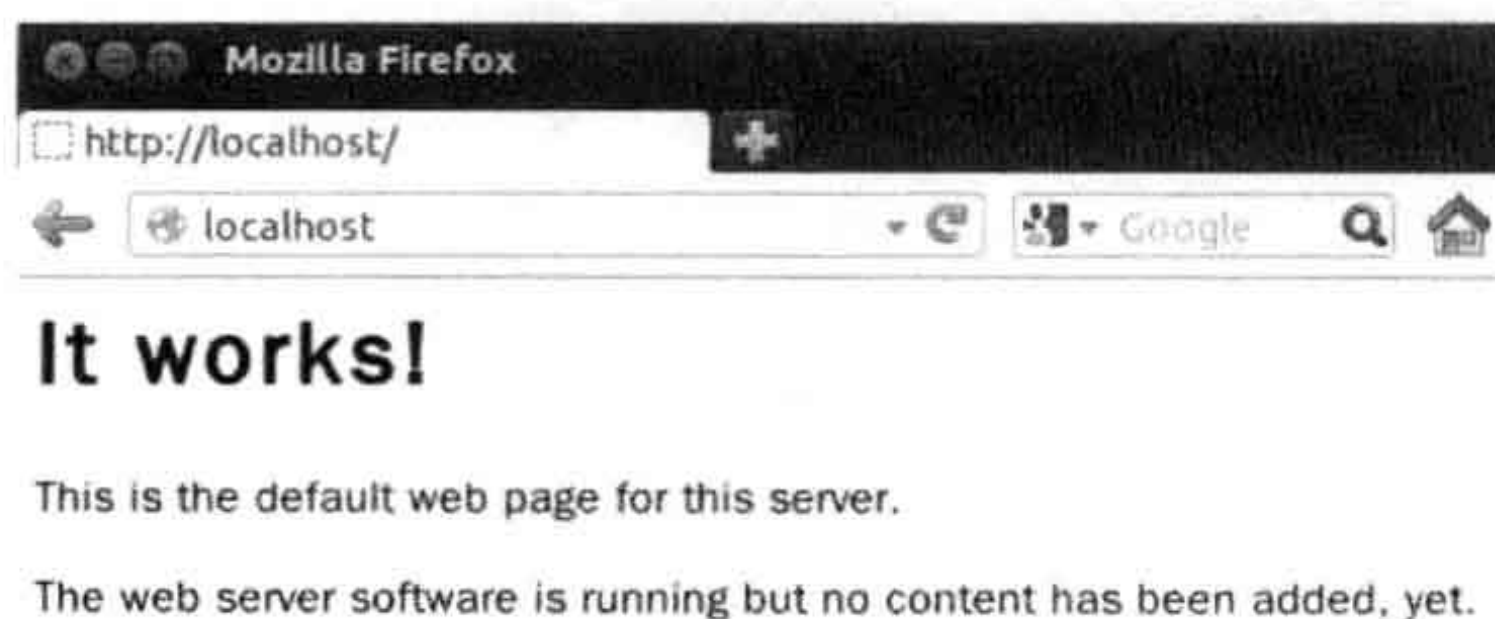 Mozilla Firefox
http://localhost/
localhost
Google
It works!
This is the default web page for this server.
The web server software is running but no content has been added, yet.